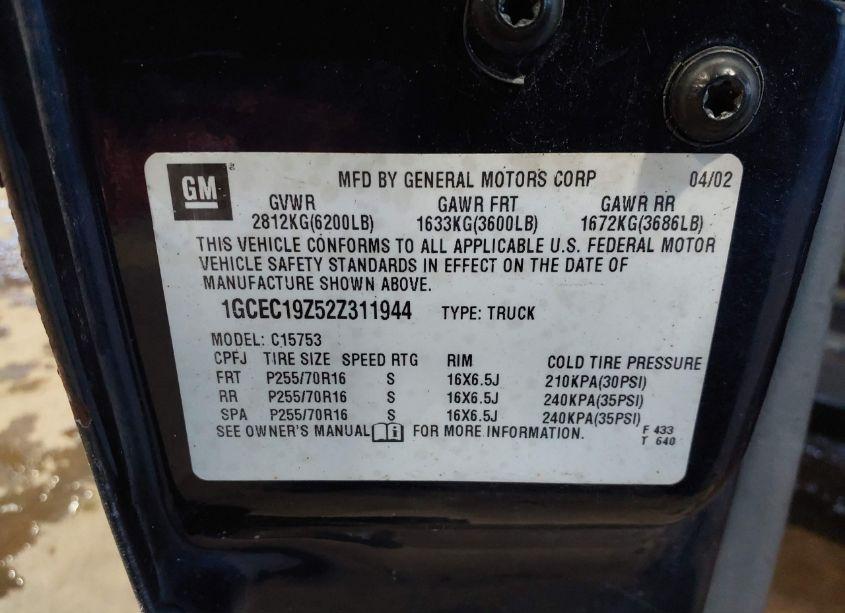 GM
MFD BY GENERAL MOTORS CORP 04/02
GVWR GAWR FRT GAWR RR
2812KG(6200LB) 1633KG(3600LB) 1672KG(3686LB)
THIS VEHICLE CONFORMS TO ALL APPLICABLE U.S. FEDERAL MOTOR
VEHICLE SAFETY STANDARDS IN EFFECT ON THE DATE OF
MANUFACTURE SHOWN ABOVE.
1GCEC19Z52Z311944 TYPE: TRUCK
MODEL: C15753
CPFJ TIRE SIZE SPEED RTG RIM COLD TIRE PRESSURE
FRT P255/70R16 S 16X6.5J 210KPA(30PSI)
RR P255/70R16 S 16X6.5J 240KPA(35PSI)
SPA P255/70R16 S 16X6.5J 240KPA(35PSI)
SEE OWNER'S MANUAL FOR MORE INFORMATION.
F 433
T 640